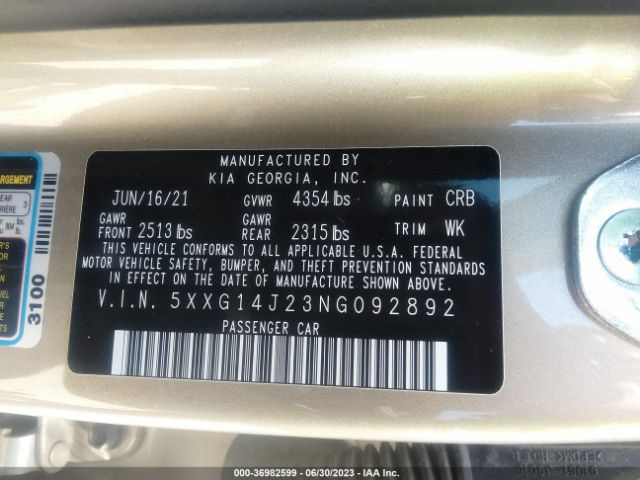 MANUFACTURED BY
KIA GEORGIA, INC.
JUN/16/21 GVWR 4354 lbs PAINT CRB
GAWR FRONT 2513 lbs GAWR REAR 2315 lbs TRIM WK
THIS VEHICLE CONFORMS TO ALL APPLICABLE U.S.A. FEDERAL
MOTOR VEHICLE SAFETY, BUMPER, AND THEFT PREVENTION STANDARDS
IN EFFECT ON THE DATE OF MANUFACTURE SHOWN ABOVE.
V.I.N. 5XXG14J23NG092892
PASSENGER CAR
3100
000-36982599 - 06/30/2023 - IAA Inc.